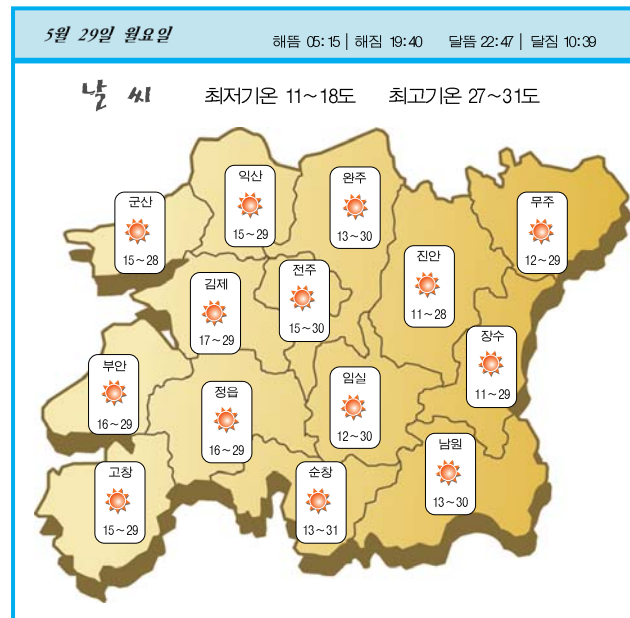 5월 29일 월요일
해뜸 05:15 | 해짐 19:40 달뜸 22:47 | 달짐 10:39
날 씨 최저기온 11~18도 최고기온 27~31도
익산
15~29
완주
13~30
군산
15~28
무주
12~29
진안
11~28
전주
15~30
김제
17~29
장수
11~29
부안
16~29
임실
12~30
정읍
16~29
남원
13~30
고창
15~29
순창
13~31